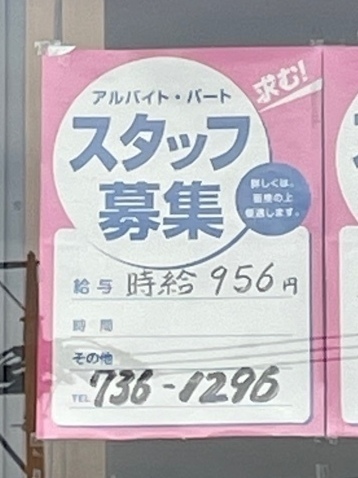 求む!
アルバイト・パート
スタッフ
募集
詳しくは、
面接の上
優遇します。
給与 時給 956円
時間
その他
TEL 736-1296